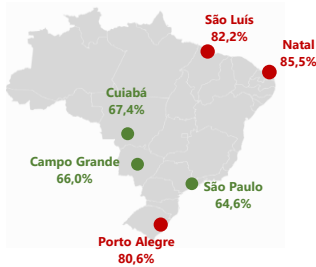 São Luís
82,2%
Natal
85,5%
Cuiabá
67,4%
Campo Grande
66,0%
São Paulo
64,6%
Porto Alegre
80,6%